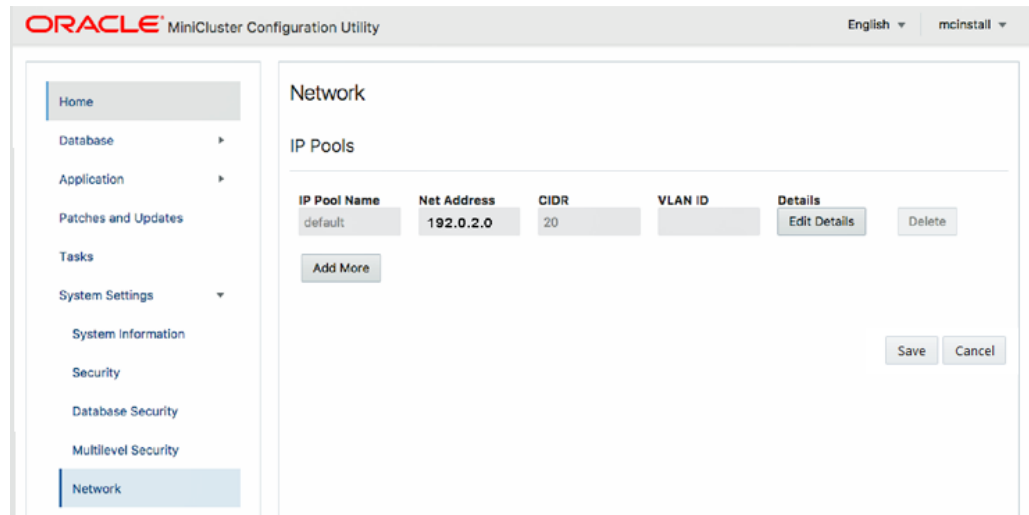 ORACLE® MiniCluster Configuration Utility English mcinstall
Home
Database
Application
Patches and Updates
Tasks
System Settings
System Information
Security
Database Security
Multilevel Security
Network
Network
IP Pools
IP Pool Name Net Address CIDR VLAN ID Details
default 192.0.2.0 20 Edit Details Delete
Add More
Save Cancel